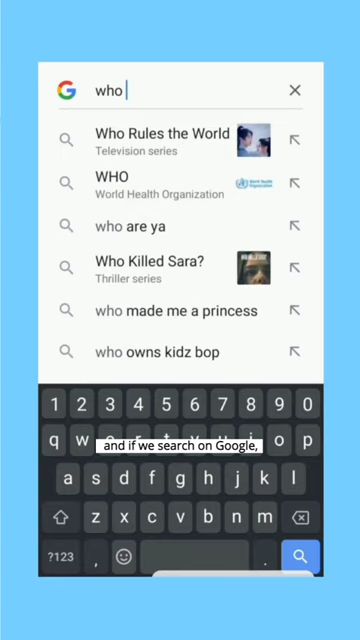 who
Who Rules the World
Television series
WHO
World Health Organization
who are ya
Who Killed Sara?
Thriller series
who made me a princess
who owns kidz bop
1 2 3 4 5 6 7 8 9 0
q w o p
and if we search on Google,
a s d f g h j k l
z x c v b n m
?123 , .